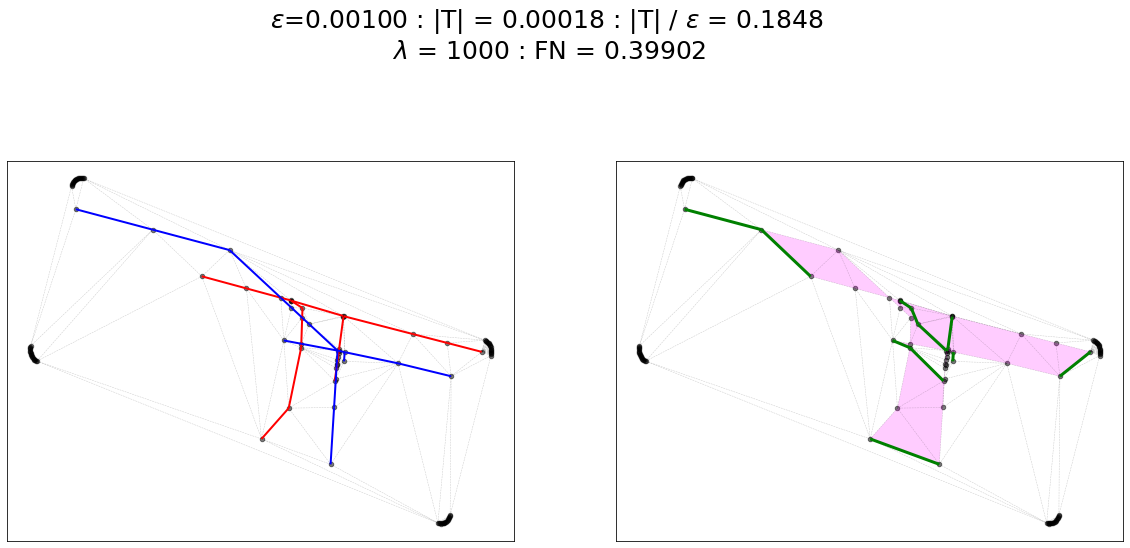 ε=0.00100 : |T| = 0.00018 : |T| / ε = 0.1848
λ = 1000 : FN = 0.39902